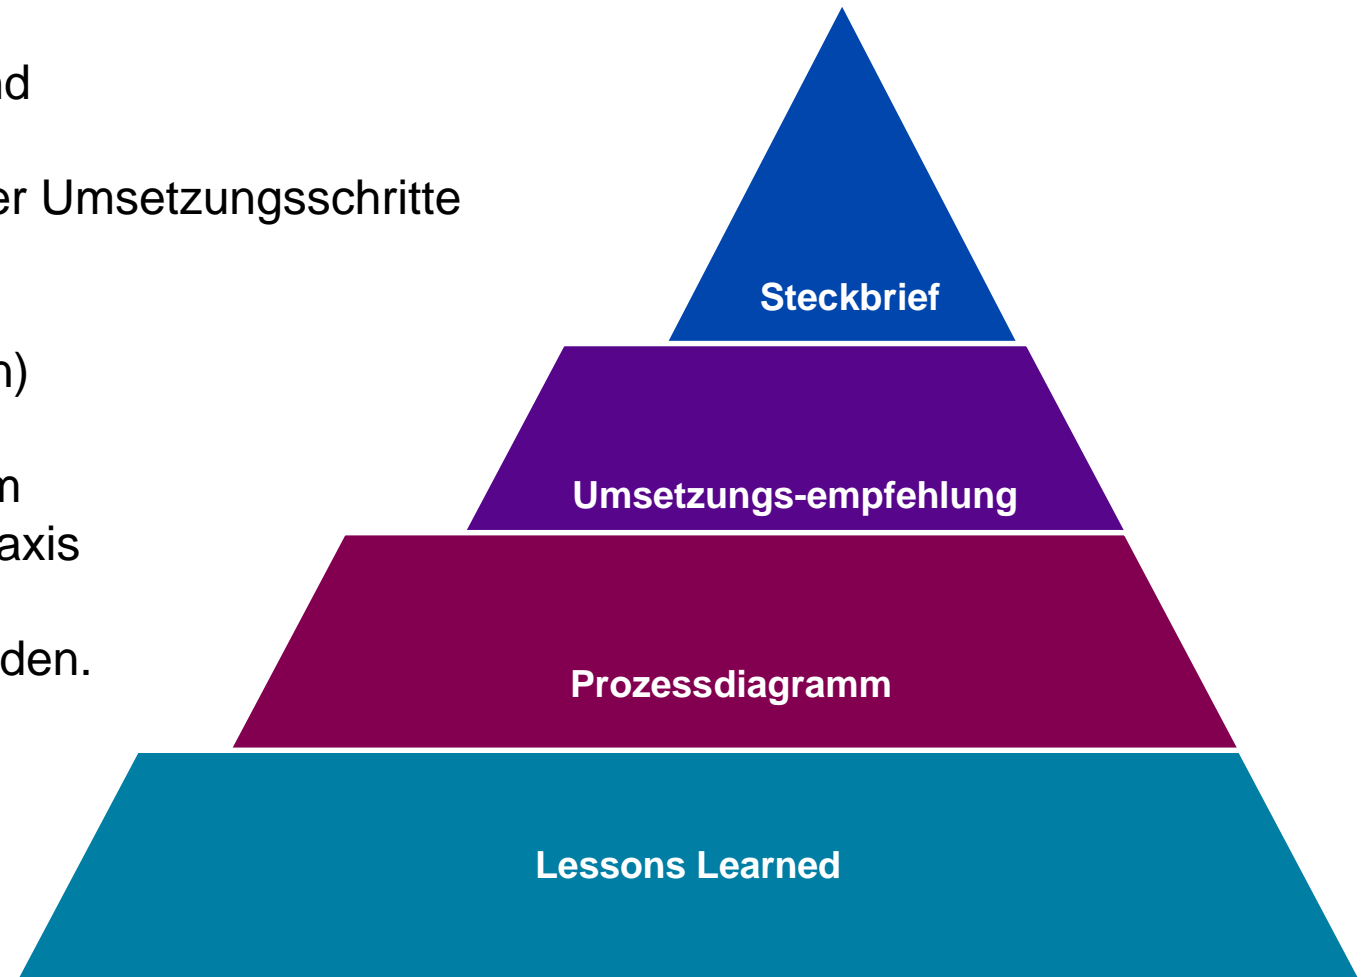 nd
er Umsetzungsschritte
n)
m
axis
den.
Steckbrief
Umsetzungs-empfehlung
Prozessdiagramm
Lessons Learned